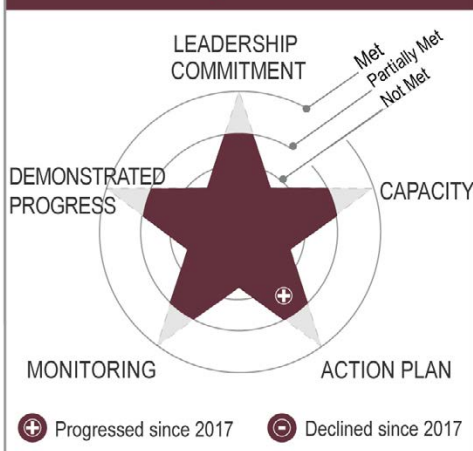 LEADERSHIP
COMMITMENT
Met
Partially Met
Not Met
DEMONSTRATED
PROGRESS
CAPACITY
MONITORING
ACTION PLAN
Progressed since 2017
Declined since 2017